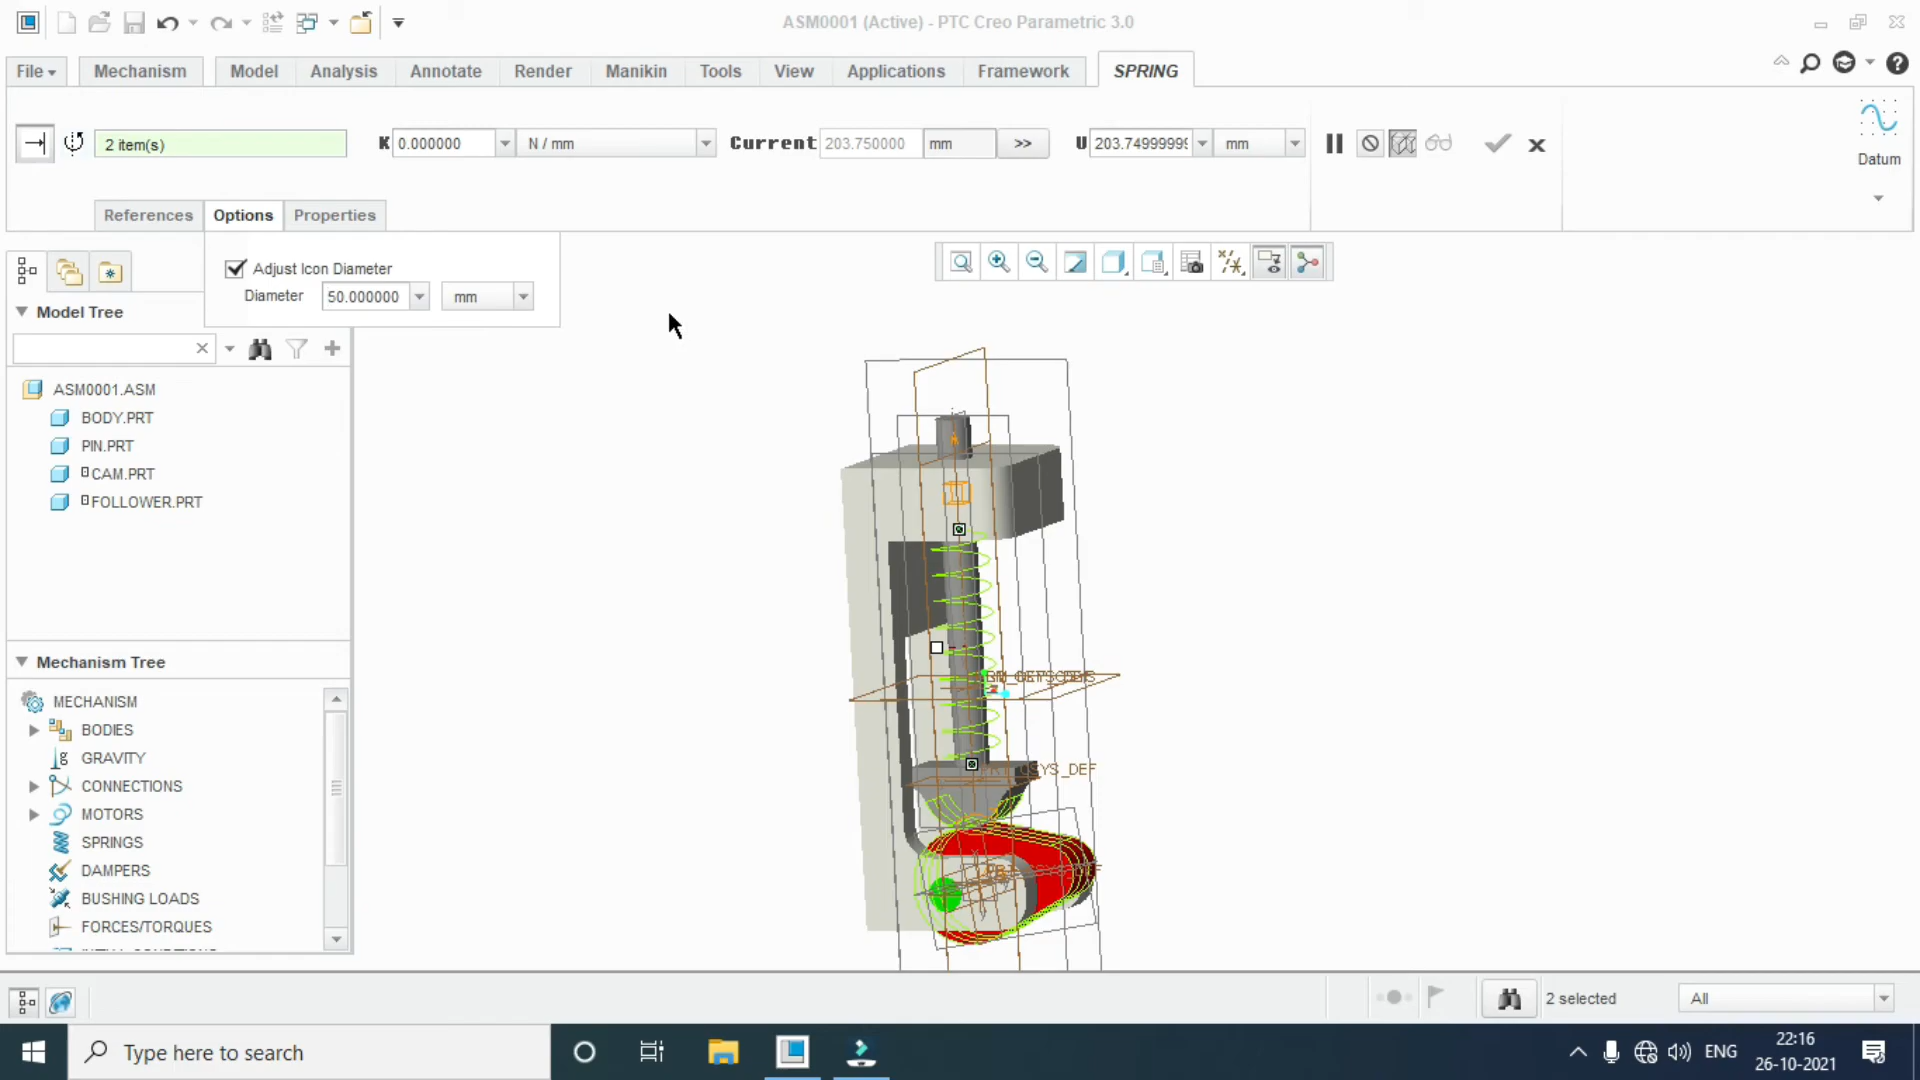 ASM0001 (Active) - PTC Creo Parametric 3.0
File Mechanism Model Analysis Annotate Render Manikin Tools View Applications Framework SPRING
2 item(s) K 0.000000 N / mm Current 203.750000 mm >> U 203.74999999 mm
Datum
References Options Properties
Adjust Icon Diameter
Diameter 50.000000 mm
Model Tree
ASM0001.ASM
BODY.PRT
PIN.PRT
CAM.PRT
FOLLOWER.PRT
Mechanism Tree
MECHANISM
BODIES
GRAVITY
CONNECTIONS
MOTORS
SPRINGS
DAMPERS
BUSHING LOADS
FORCES/TORQUES
2 selected All
Type here to search
ENG
22:16
26-10-2021